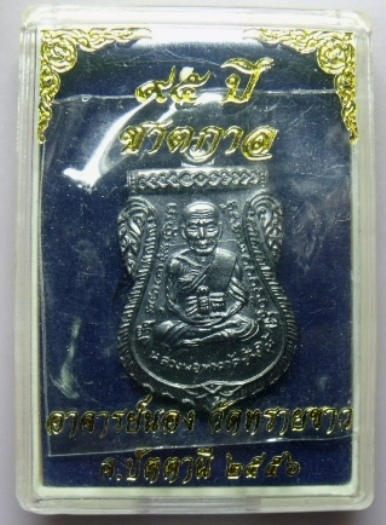 ๙๕ ปี
ชาตกาล
อาจารย์นอง วัดทรายขาว
จ.ปัตตานี ๒๕๕๖